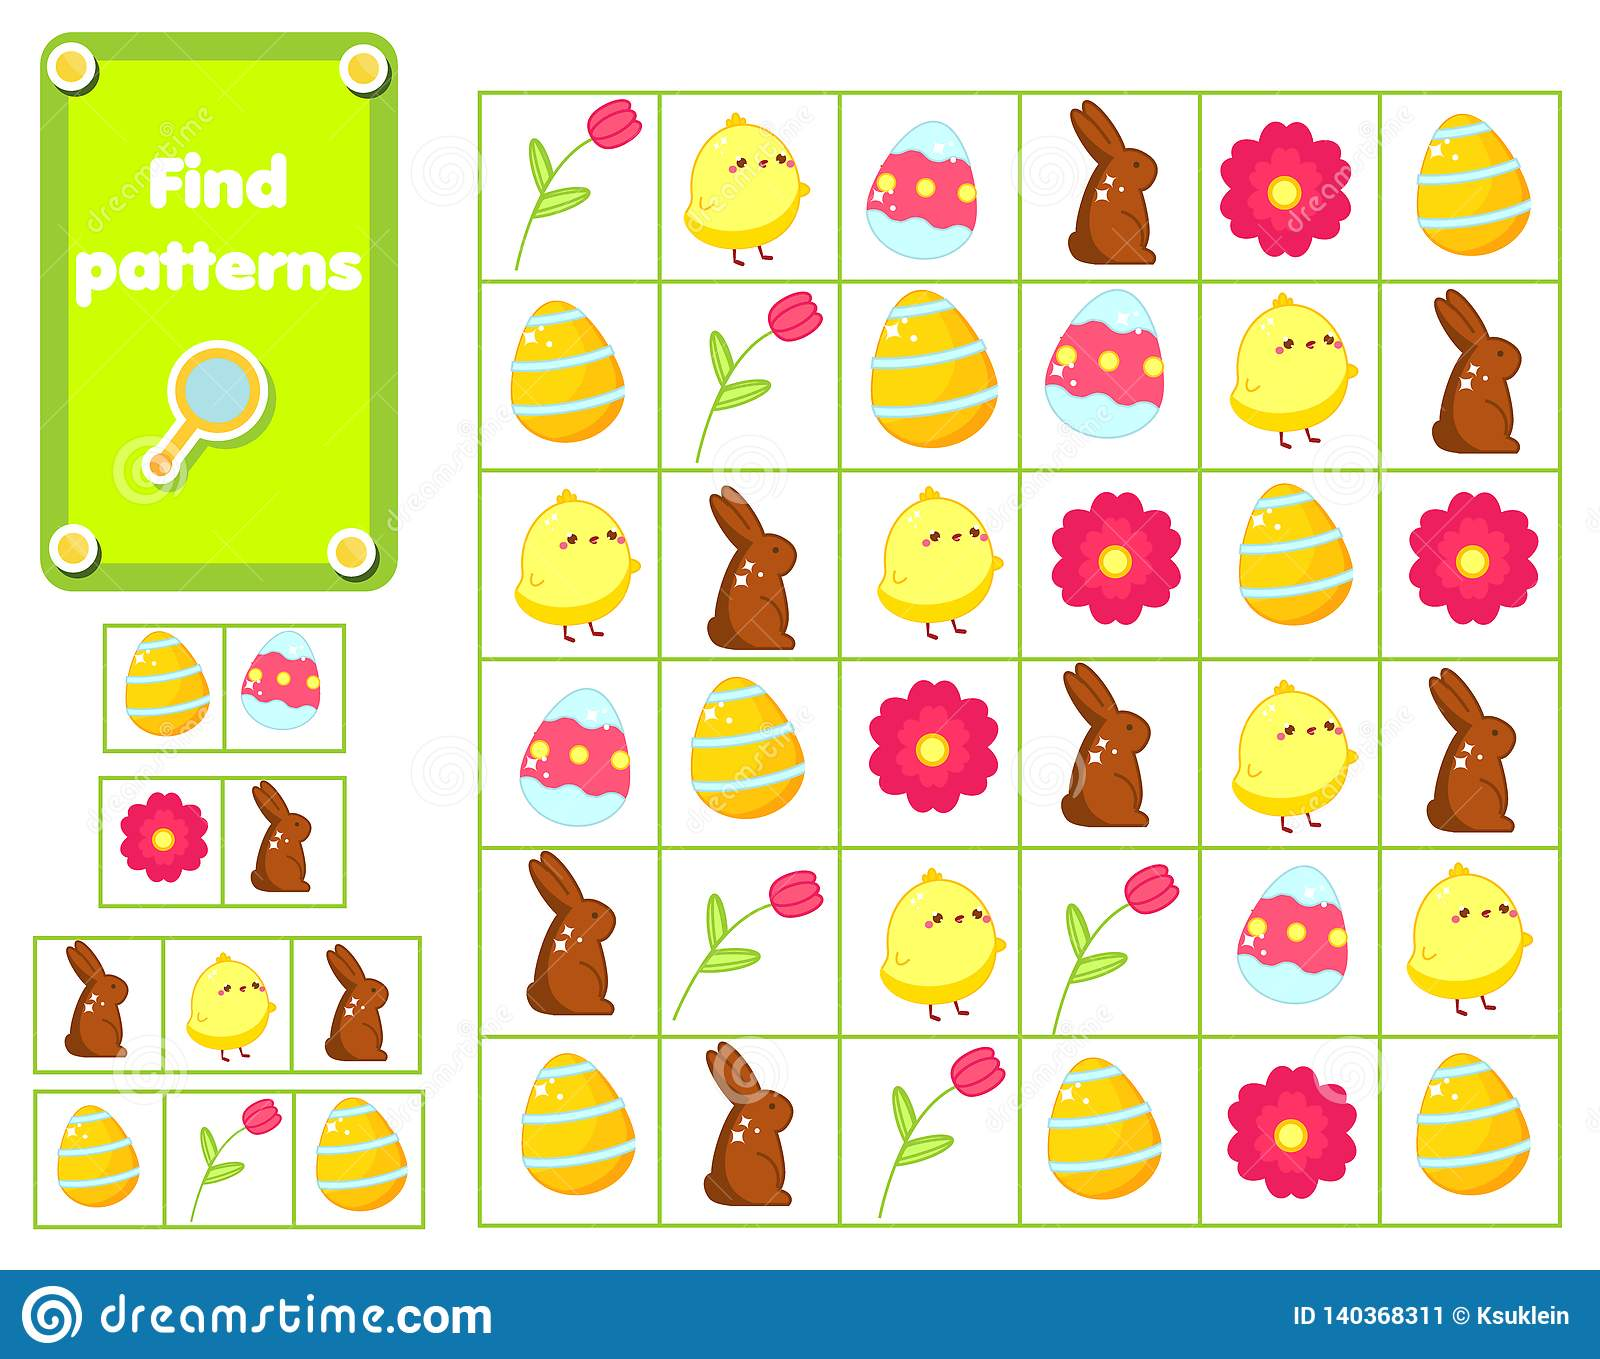 Find
patterns
dreamstime.com
ID 140368311 © Ksuklein